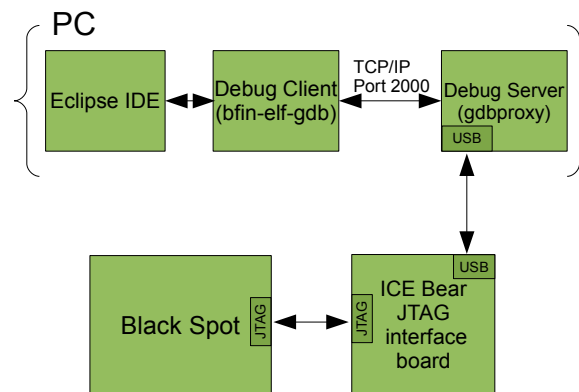 PC
Eclipse IDE
Debug Client
(bfin-elf-gdb)
TCP/IP
Port 2000
Debug Server
(gdbproxy)
USB
USB
Black Spot
JTAG
JTAG
ICE Bear
JTAG
interface
board